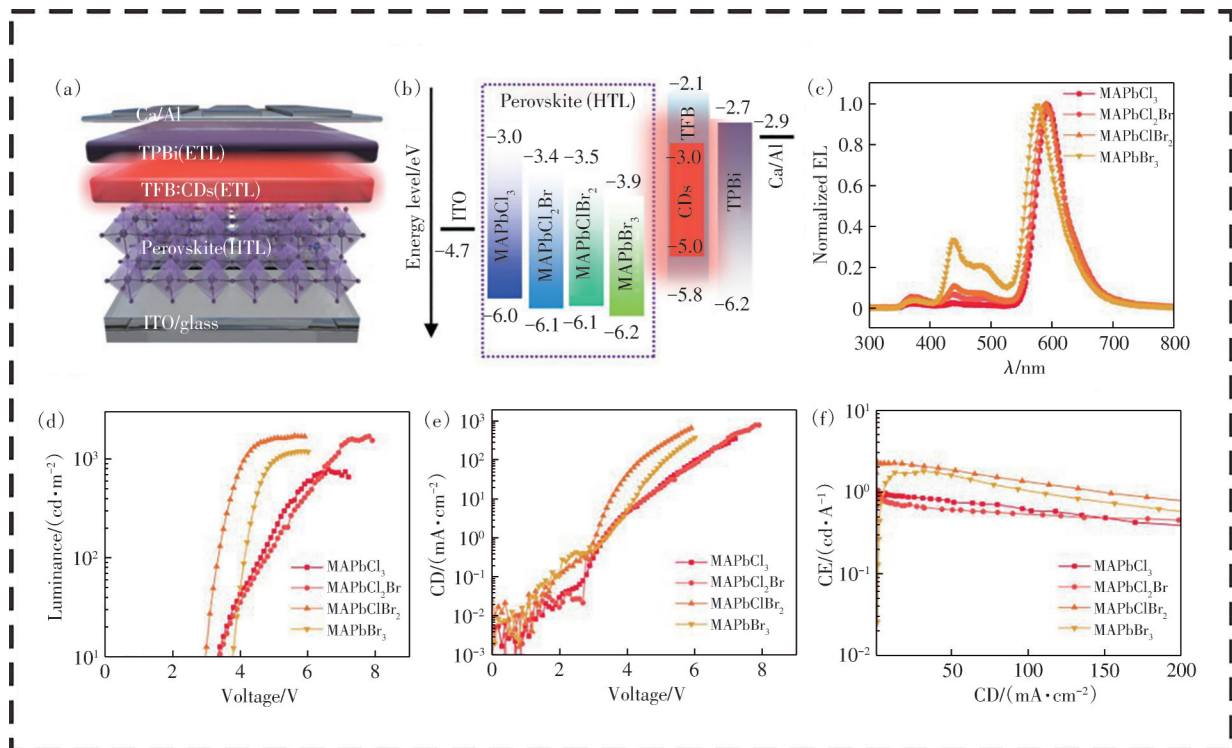 (a)
Ca/Al
TPBi(ETL)
TFB:CDs(ETL)
Perovskite(HTL)
ITO/glass
(b)
Energy level/eV
ITO
−4.7
Perovskite (HTL)
−3.0
MAPbCl₃
−6.0
−3.4
MAPbCl₂Br
−6.1
−3.5
MAPbClBr₂
−6.1
−3.9
MAPbBr₃
−6.2
−2.1
TFB
−3.0
CDs
−5.0
−5.8
−2.7
TPBi
−6.2
−2.9
Ca/Al
(c)
Normalized EL
1.0
0.8
0.6
0.4
0.2
0
300 400 500 600 700 800
λ/nm
MAPbCl₃
MAPbCl₂Br
MAPbClBr₂
MAPbBr₃
(d)
Luminance/(cd·m⁻²)
10³
10²
10¹
0 2 4 6 8
Voltage/V
MAPbCl₃
MAPbCl₂Br
MAPbClBr₂
MAPbBr₃
(e)
CD/(mA·cm⁻²)
10³
10²
10¹
10⁰
10⁻¹
10⁻²
10⁻³
0 2 4 6 8
Voltage/V
MAPbCl₃
MAPbCl₂Br
MAPbClBr₂
MAPbBr₃
(f)
CE/(cd·A⁻¹)
10¹
10⁰
10⁻¹
10⁻²
50 100 150 200
CD/(mA·cm⁻²)
MAPbCl₃
MAPbCl₂Br
MAPbClBr₂
MAPbBr₃